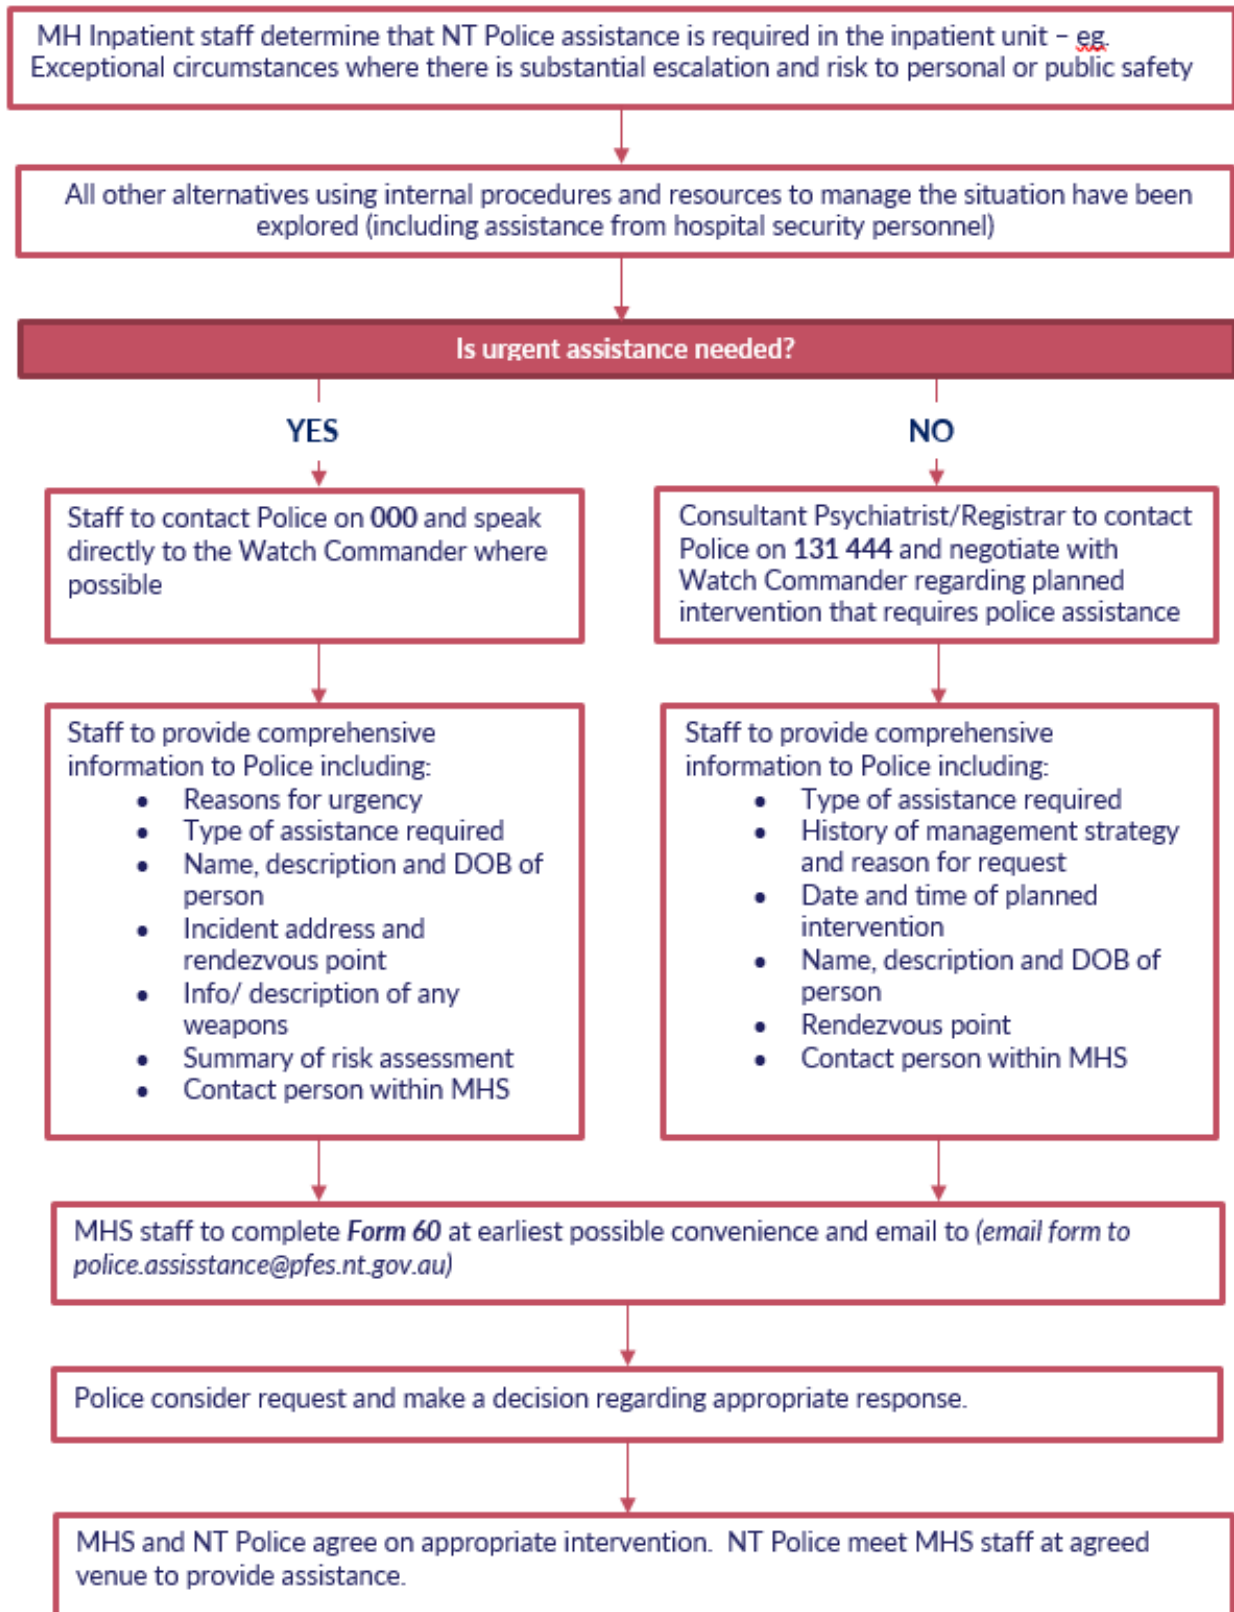 MH Inpatient staff determine that NT Police assistance is required in the inpatient unit – eg.
Exceptional circumstances where there is substantial escalation and risk to personal or public safety
All other alternatives using internal procedures and resources to manage the situation have been
explored (including assistance from hospital security personnel)
Is urgent assistance needed?
YES
Staff to contact Police on 000 and speak
directly to the Watch Commander where
possible
Staff to provide comprehensive
information to Police including:
• Reasons for urgency
• Type of assistance required
• Name, description and DOB of
person
• Incident address and
rendezvous point
• Info/ description of any
weapons
• Summary of risk assessment
• Contact person within MHS
NO
Consultant Psychiatrist/Registrar to contact
Police on 131 444 and negotiate with
Watch Commander regarding planned
intervention that requires police assistance
Staff to provide comprehensive
information to Police including:
• Type of assistance required
• History of management strategy
and reason for request
• Date and time of planned
intervention
• Name, description and DOB of
person
• Rendezvous point
• Contact person within MHS
MHS staff to complete Form 60 at earliest possible convenience and email to (email form to
police.assisstance@pfes.nt.gov.au)
Police consider request and make a decision regarding appropriate response.
MHS and NT Police agree on appropriate intervention. NT Police meet MHS staff at agreed
venue to provide assistance.